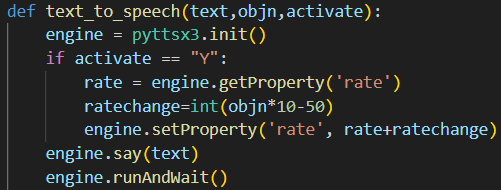 def text_to_speech(text,objn,activate):
    engine = pyttsx3.init()
    if activate == "Y":
        rate = engine.getProperty('rate')
        ratechange=int(objn*10-50)
        engine.setProperty('rate', rate+ratechange)
    engine.say(text)
    engine.runAndWait()